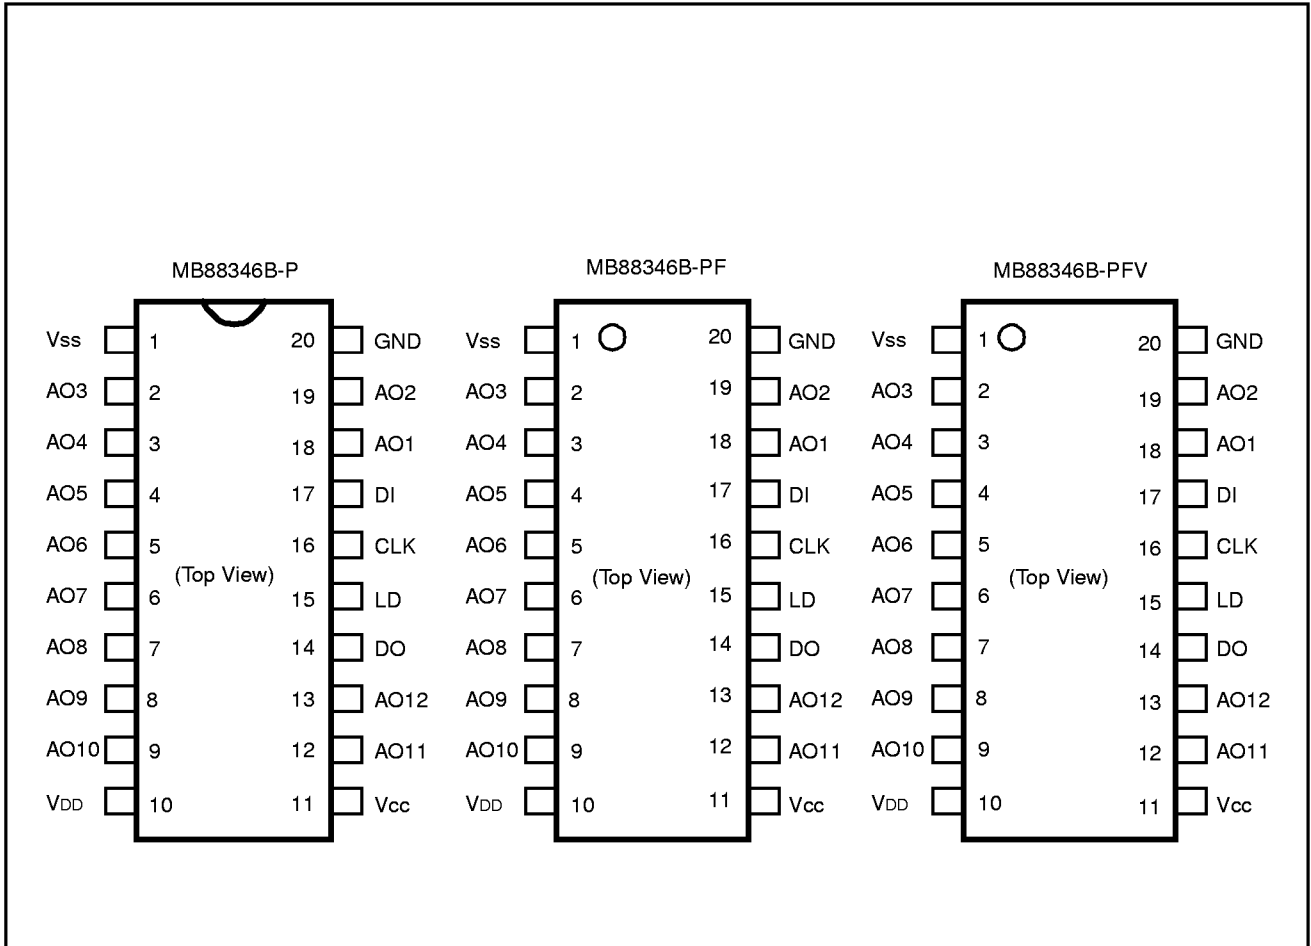 MB88346B-P
Vss 1 20 GND
AO3 2 19 AO2
AO4 3 18 AO1
AO5 4 17 DI
AO6 5 16 CLK
(Top View)
AO7 6 15 LD
AO8 7 14 DO
AO9 8 13 AO12
AO10 9 12 AO11
VDD 10 11 Vcc
MB88346B-PF
Vss 1 20 GND
AO3 2 19 AO2
AO4 3 18 AO1
AO5 4 17 DI
AO6 5 16 CLK
(Top View)
AO7 6 15 LD
AO8 7 14 DO
AO9 8 13 AO12
AO10 9 12 AO11
VDD 10 11 Vcc
MB88346B-PFV
Vss 1 20 GND
AO3 2 19 AO2
AO4 3 18 AO1
AO5 4 17 DI
AO6 5 16 CLK
(Top View)
AO7 6 15 LD
AO8 7 14 DO
AO9 8 13 AO12
AO10 9 12 AO11
VDD 10 11 Vcc